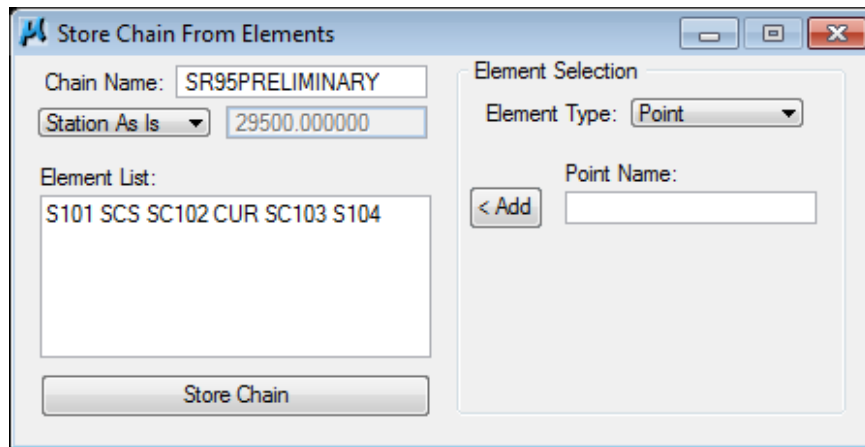 Store Chain From Elements
Chain Name: SR95PRELIMINARY
Station As Is 29500.000000
Element List:
S101 SCS SC102 CUR SC103 S104
Store Chain
Element Selection
Element Type: Point
Point Name:
< Add